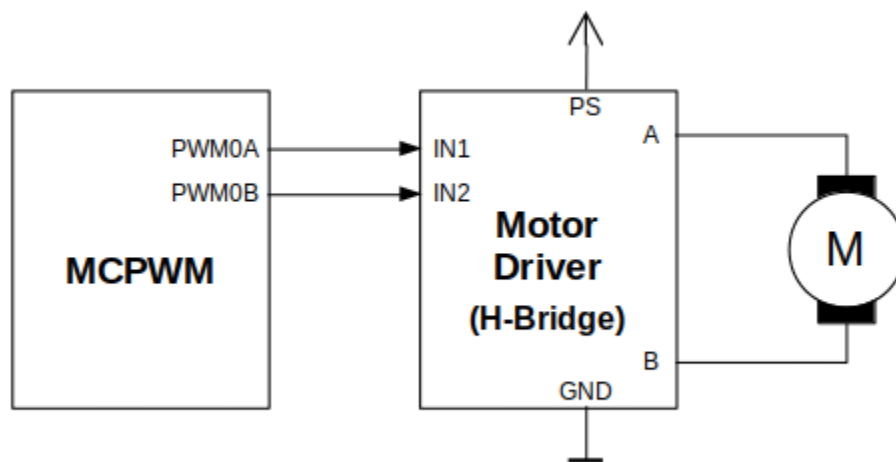 PS
PWM0A
IN1
A
PWM0B
IN2
MCPWM
Motor
Driver
(H-Bridge)
M
B
GND